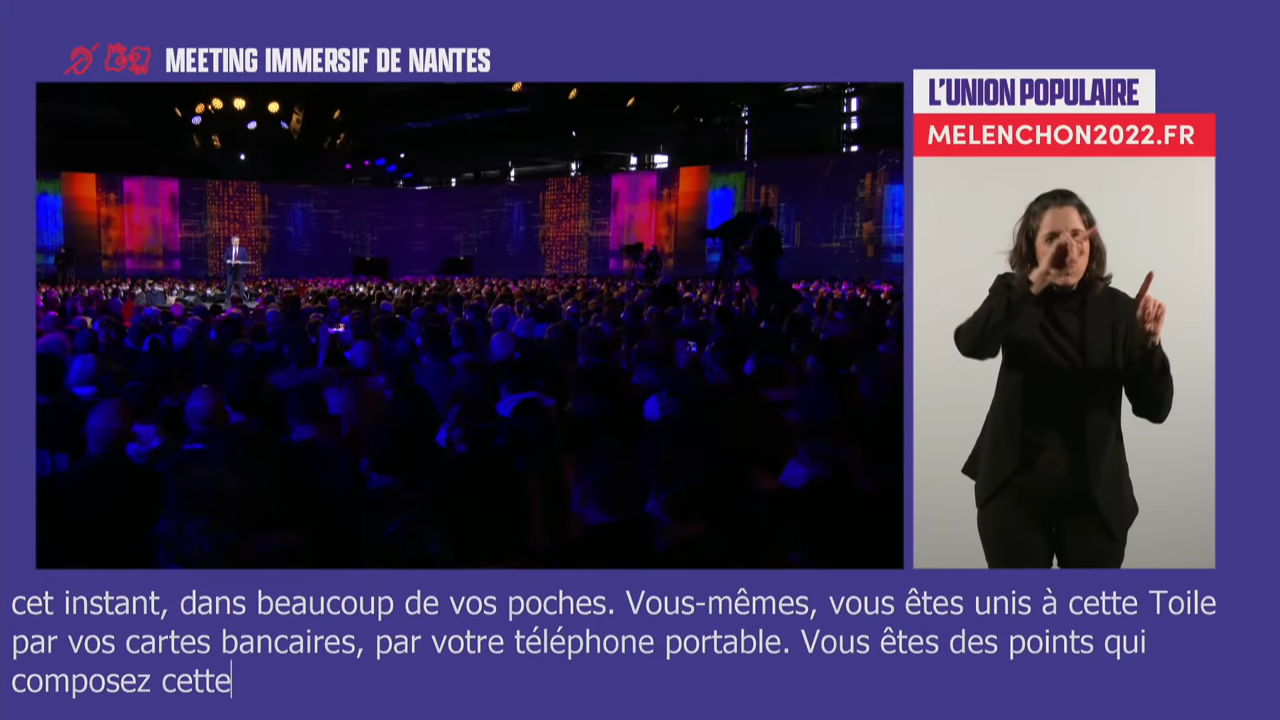 MEETING IMMERSIF DE NANTES
L'UNION POPULAIRE
MELENCHON2022.FR
cet instant, dans beaucoup de vos poches. Vous-mêmes, vous êtes unis à cette Toile
par vos cartes bancaires, par votre téléphone portable. Vous êtes des points qui
composez cette